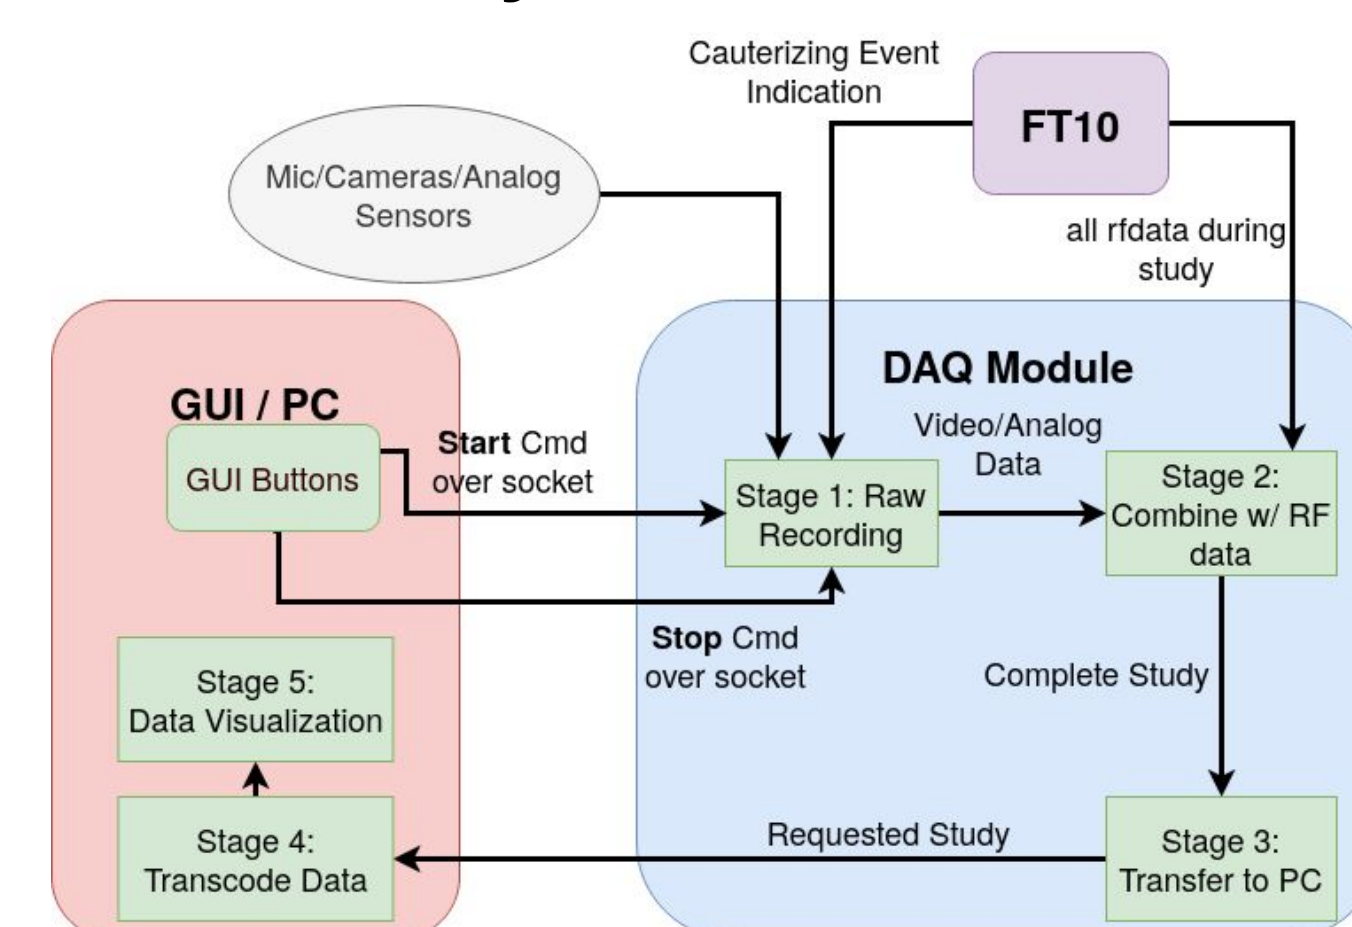 Cauterizing Event
Indication
FT10
Mic/Cameras/Analog
Sensors
all rfdata during
study
DAQ Module
GUI / PC
Video/Analog
Data
Start Cmd
over socket
GUI Buttons
Stage 1: Raw
Recording
Stage 2:
Combine w/ RF
data
Stop Cmd
over socket
Complete Study
Stage 5:
Data Visualization
Requested Study
Stage 4:
Transcode Data
Stage 3:
Transfer to PC